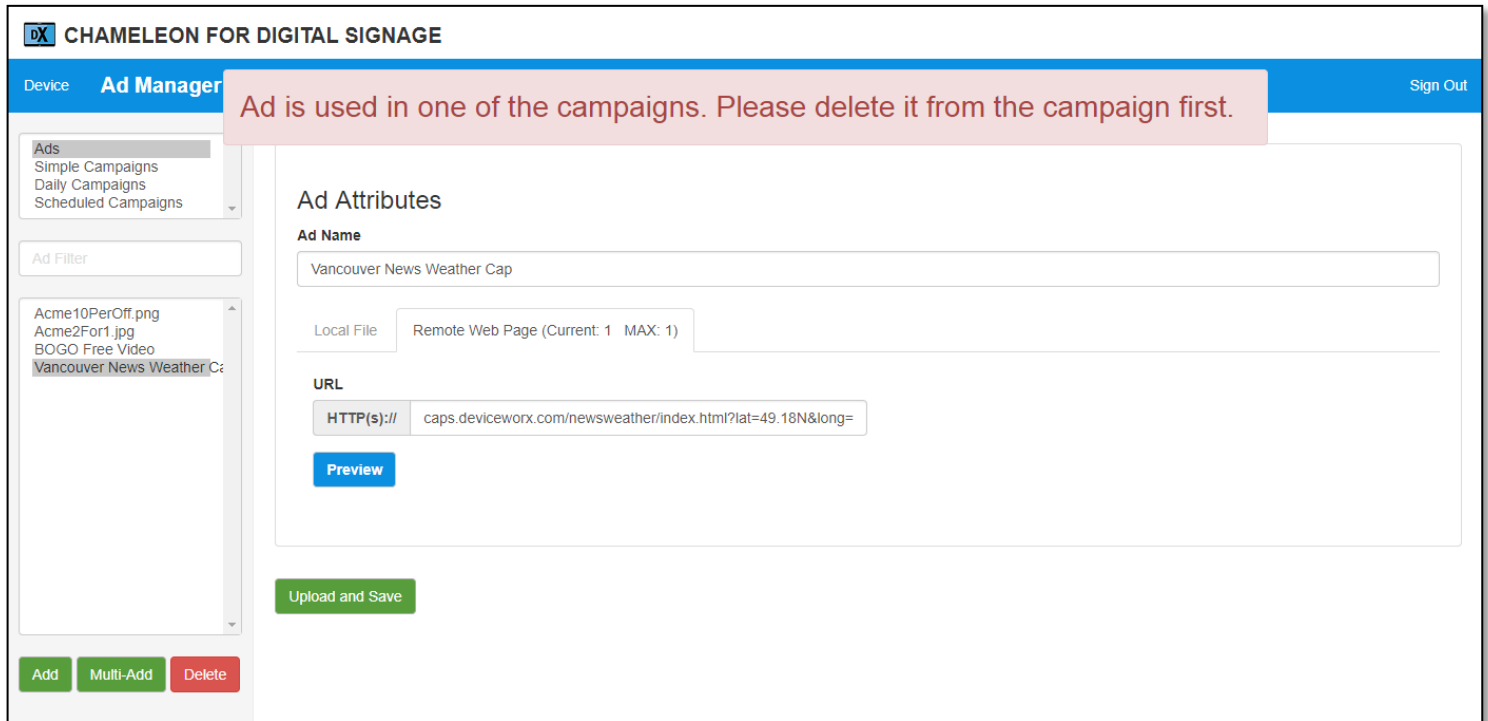 DX CHAMELEON FOR DIGITAL SIGNAGE
Device Ad Manager Sign Out
Ad is used in one of the campaigns. Please delete it from the campaign first.
Ads
Simple Campaigns
Daily Campaigns
Scheduled Campaigns
Ad Filter
Acme10PerOff.png
Acme2For1.jpg
BOGO Free Video
Vancouver News Weather Ca
Add Multi-Add Delete
Ad Attributes
Ad Name
Vancouver News Weather Cap
Local File Remote Web Page (Current: 1 MAX: 1)
URL
HTTP(s):// caps.deviceworx.com/newsweather/index.html?lat=49.18N&long=
Preview
Upload and Save